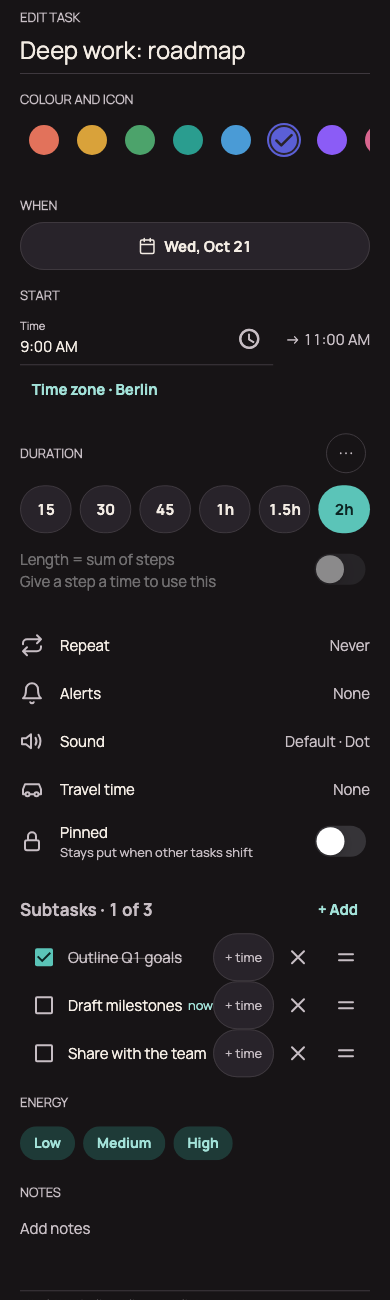 EDIT TASK
Deep work: roadmap
COLOUR AND ICON
WHEN
Wed, Oct 21
START
Time
9:00 AM
→ 11:00 AM
Time zone · Berlin
DURATION
···
15 30 45 1h 1.5h 2h
Length = sum of steps
Give a step a time to use this
Repeat Never
Alerts None
Sound Default · Dot
Travel time None
Pinned
Stays put when other tasks shift
Subtasks · 1 of 3 + Add
Outline Q1 goals + time
Draft milestones now + time
Share with the team + time
ENERGY
Low Medium High
NOTES
Add notes